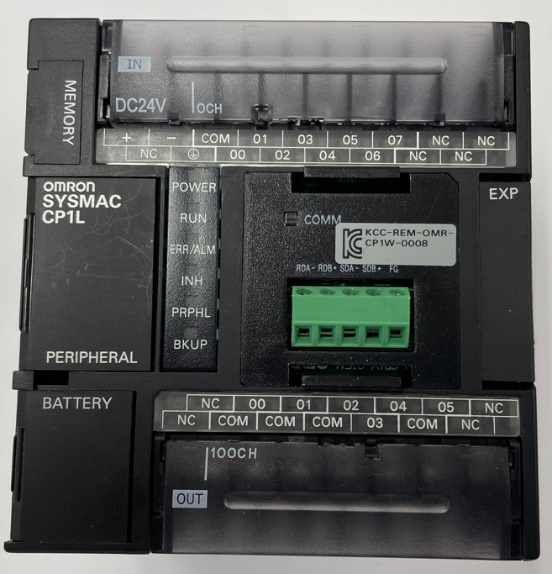 IN
DC24V
0CH
MEMORY
+ - COM 01 03 05 07 NC NC
NC 00 02 04 06 NC NC
omron
SYSMAC
CP1L
PERIPHERAL
POWER
RUN
ERR/ALM
INH
PRPHL
BKUP
COMM
KCC-REM-OMR-
CP1W-0008
RDA- RDB+ SDA- SDB+ FG
EXP
BATTERY
NC 00 01 02 04 05 NC
NC COM COM COM 03 COM NC
100CH
OUT